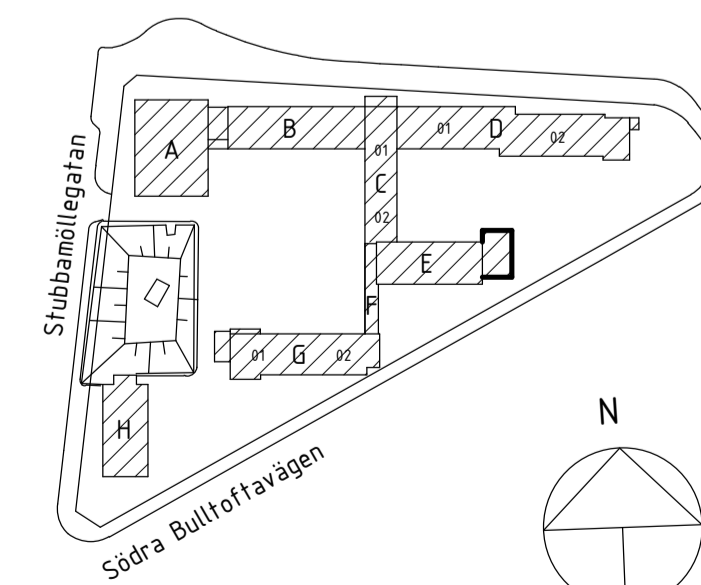 B
01
D
02
A
01
C
02
Stubbamöllegatan
E
F
01
G
02
N
H
Södra Bulltoftavägen